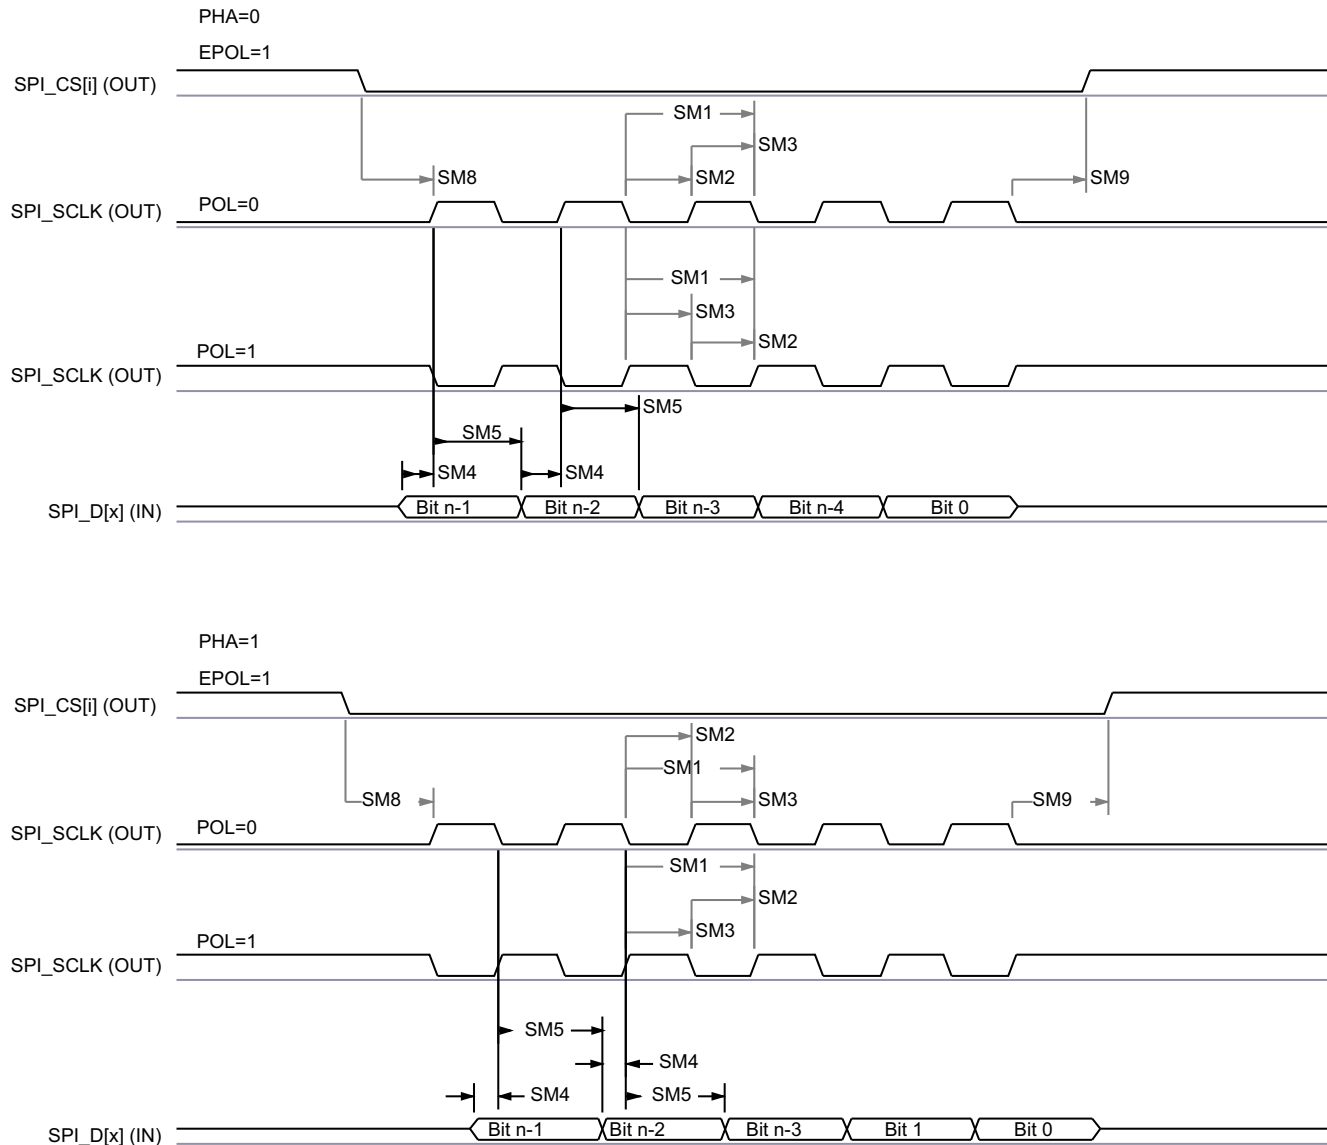 PHA=0
EPOL=1
SPI_CS[i] (OUT)
SM1
SM3
SM8
SM2
SM9
SPI_SCLK (OUT)
POL=0
SM1
SM3
SM2
POL=1
SPI_SCLK (OUT)
SM5
SM5
SM4
SM4
SPI_D[x] (IN)
Bit n-1
Bit n-2
Bit n-3
Bit n-4
Bit 0
PHA=1
EPOL=1
SPI_CS[i] (OUT)
SM2
SM1
SM8
SM3
SM9
SPI_SCLK (OUT)
POL=0
SM1
SM2
SM3
POL=1
SPI_SCLK (OUT)
SM5
SM4
SM4
SM5
SPI_D[x] (IN)
Bit n-1
Bit n-2
Bit n-3
Bit 1
Bit 0